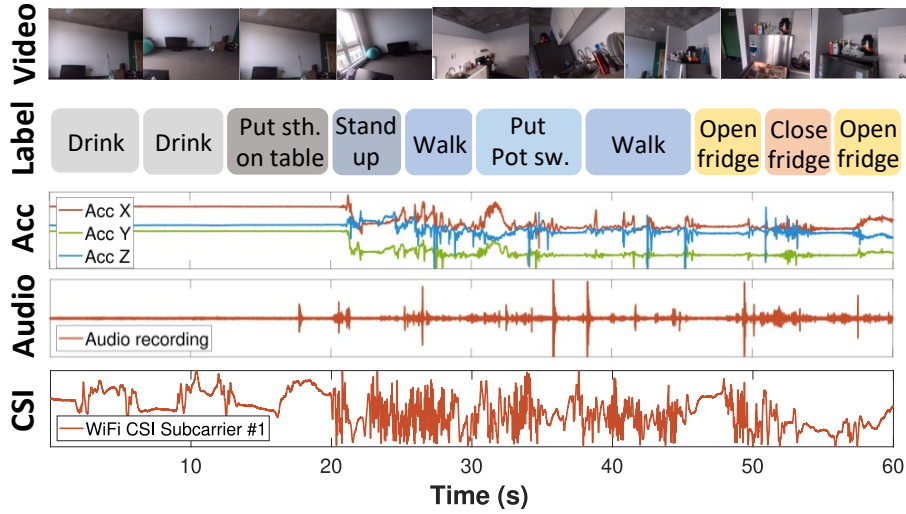 Video
Label
Drink
Drink
Put sth.
on table
Stand
up
Walk
Put
Pot sw.
Walk
Open
fridge
Close
fridge
Open
fridge
Acc
Acc X
Acc Y
Acc Z
Audio
Audio recording
CSI
WiFi CSI Subcarrier #1
10 20 30 40 50 60
Time (s)